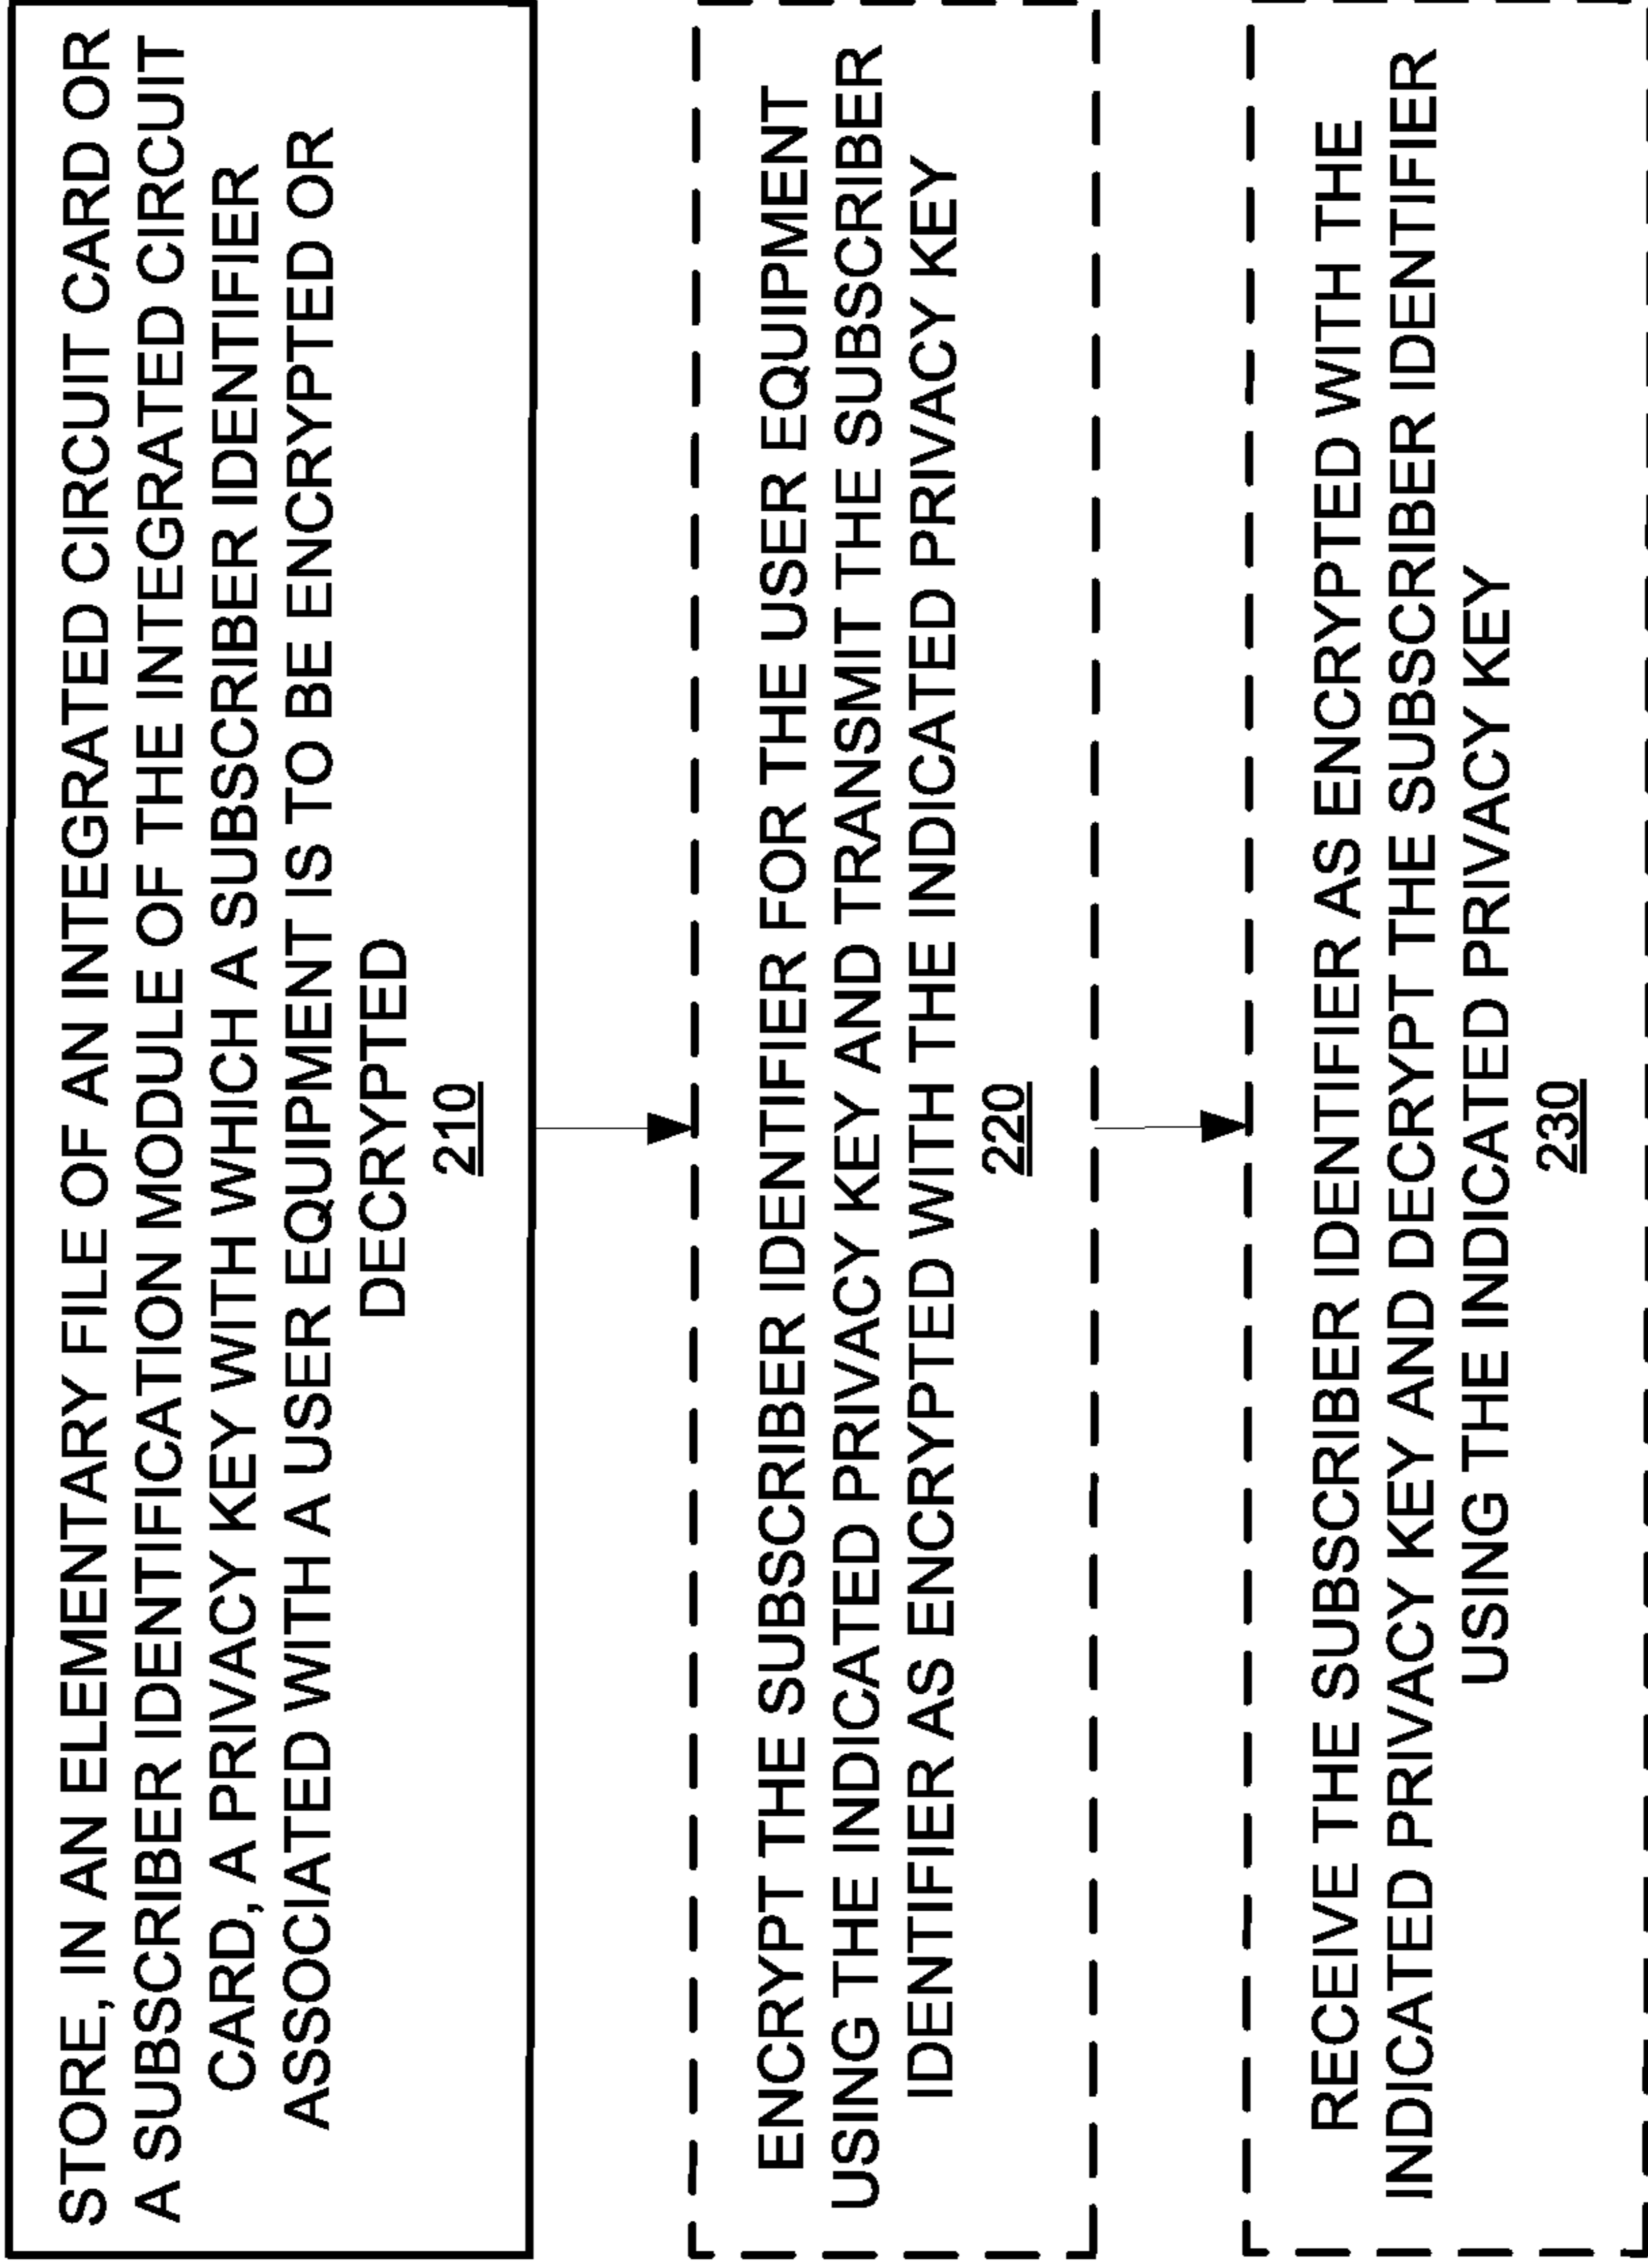 STORE, IN AN ELEMENTARY FILE OF AN INTEGRATED CIRCUIT CARD OR
A SUBSCRIBER IDENTIFICATION MODULE OF THE INTEGRATED CIRCUIT
CARD, A PRIVACY KEY WITH WHICH A SUBSCRIBER IDENTIFIER
ASSOCIATED WITH A USER EQUIPMENT IS TO BE ENCRYPTED OR
DECRYPTED
210
ENCRYPT THE SUBSCRIBER IDENTIFIER FOR THE USER EQUIPMENT
USING THE INDICATED PRIVACY KEY AND TRANSMIT THE SUBSCRIBER
IDENTIFIER AS ENCRYPTED WITH THE INDICATED PRIVACY KEY
220
RECEIVE THE SUBSCRIBER IDENTIFIER AS ENCRYPTED WITH THE
INDICATED PRIVACY KEY AND DECRYPT THE SUBSCRIBER IDENTIFIER
USING THE INDICATED PRIVACY KEY
230